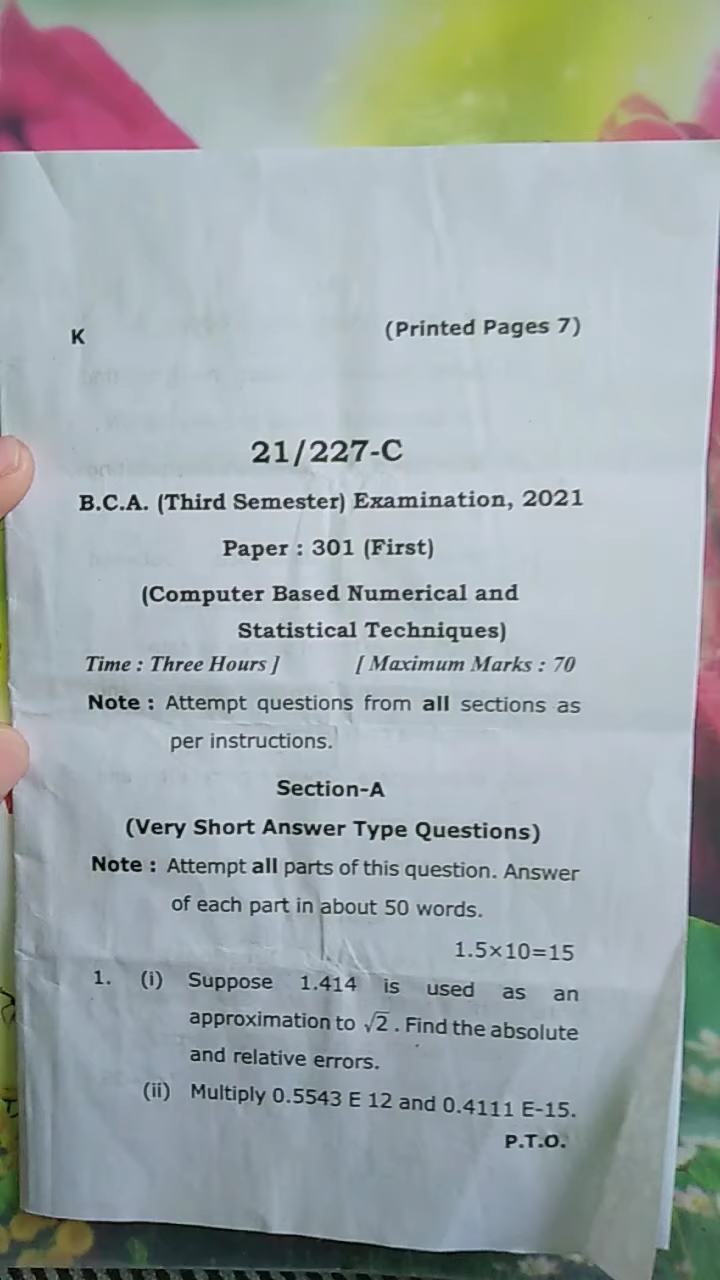 K (Printed Pages 7)
21/227-C
B.C.A. (Third Semester) Examination, 2021
Paper : 301 (First)
(Computer Based Numerical and
Statistical Techniques)
Time : Three Hours ] [ Maximum Marks : 70
Note : Attempt questions from all sections as
per instructions.
Section-A
(Very Short Answer Type Questions)
Note : Attempt all parts of this question. Answer
of each part in about 50 words.
1.5×10=15
1. (i) Suppose 1.414 is used as an
approximation to √2 . Find the absolute
and relative errors.
(ii) Multiply 0.5543 E 12 and 0.4111 E-15.
P.T.O.